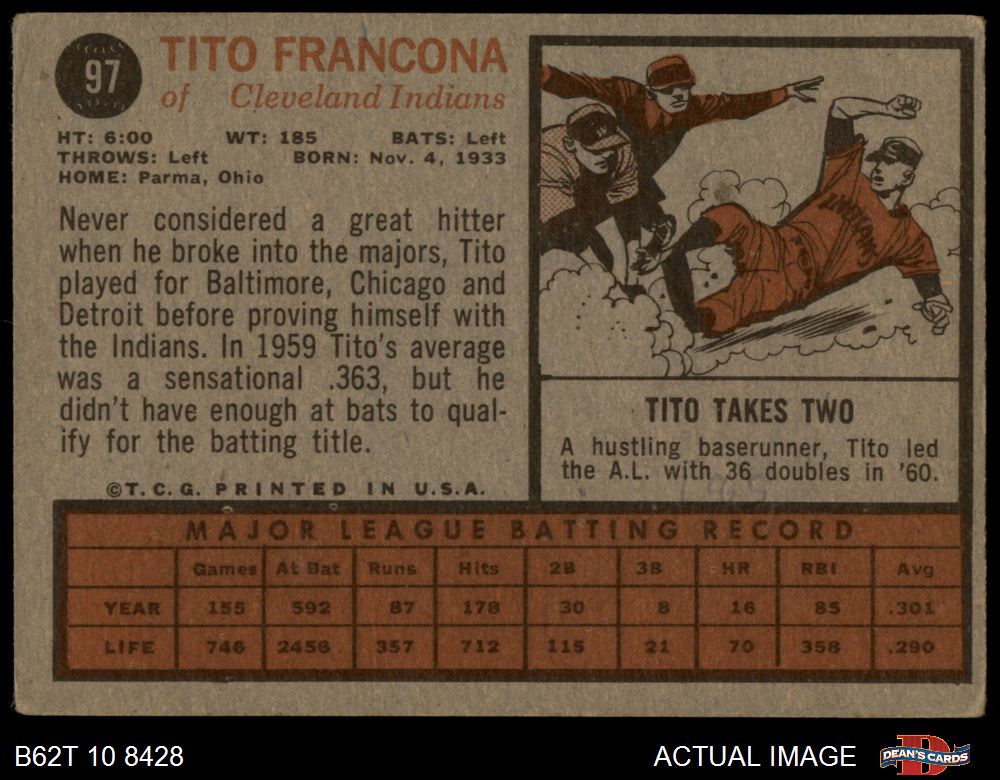 97
TITO FRANCONA
of Cleveland Indians
HT: 6:00 WT: 185 BATS: Left
THROWS: Left BORN: Nov. 4, 1933
HOME: Parma, Ohio
Never considered a great hitter
when he broke into the majors, Tito
played for Baltimore, Chicago and
Detroit before proving himself with
the Indians. In 1959 Tito's average
was a sensational .363, but he
didn't have enough at bats to qual-
ify for the batting title.
©T.C.G. PRINTED IN U.S.A.
INDIANS
TITO TAKES TWO
A hustling baserunner, Tito led
the A.L. with 36 doubles in '60.
MAJOR LEAGUE BATTING RECORD
Games At Bat Runs Hits 2B 3B HR RBI Avg
YEAR 155 592 87 178 30 8 16 85 .301
LIFE 746 2456 357 712 115 21 70 358 .290
B62T 10 8428 ACTUAL IMAGE DEAN'S CARDS